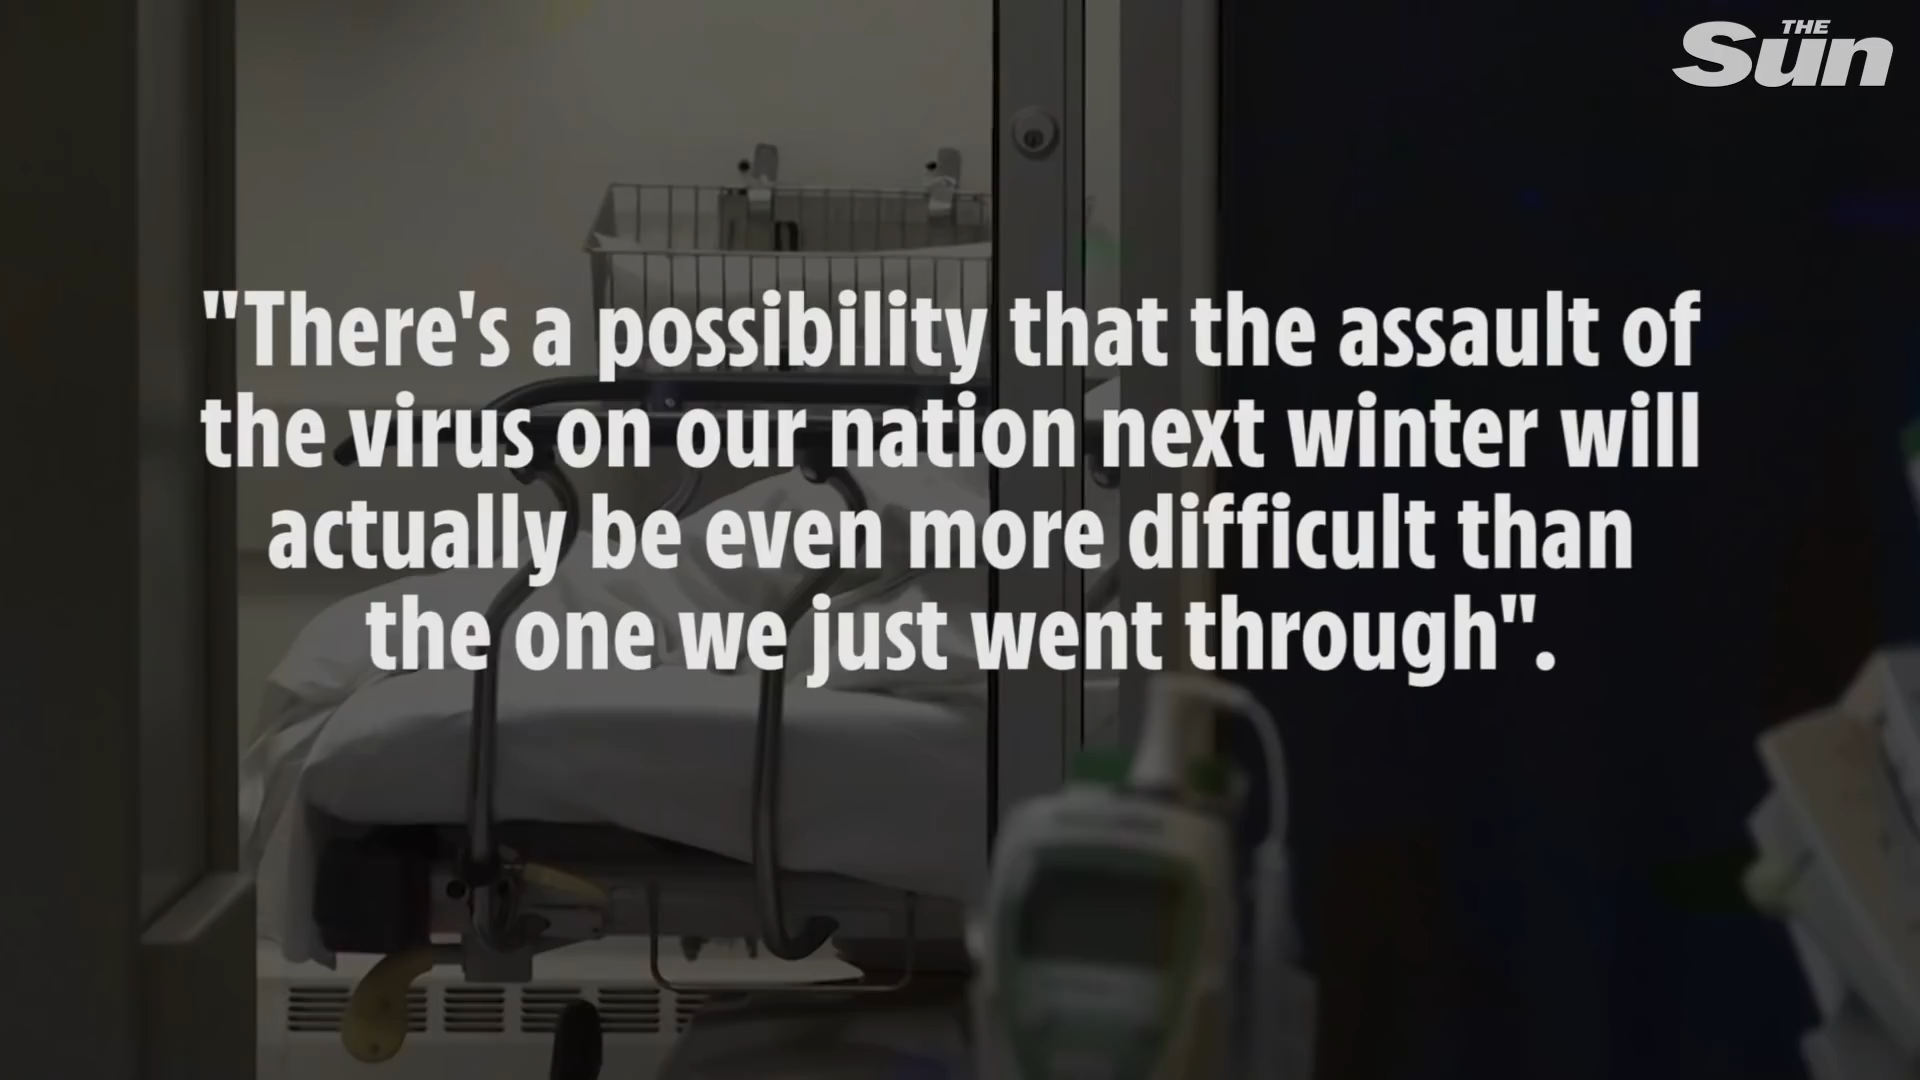 THE
Sun
"There's a possibility that the assault of
the virus on our nation next winter will
actually be even more difficult than
the one we just went through".